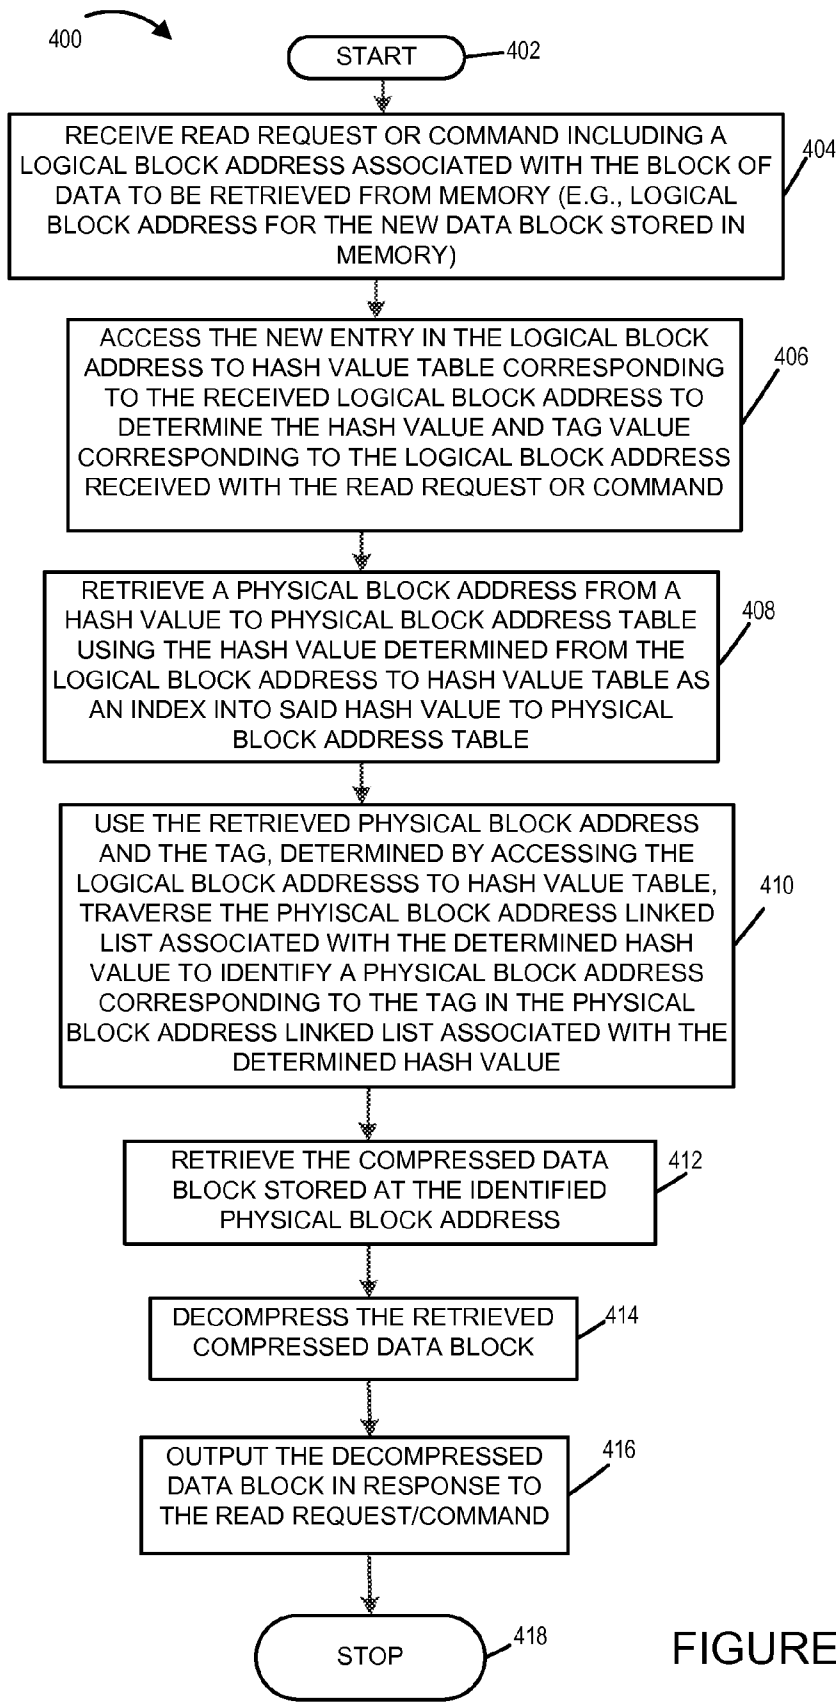 400
START
402
RECEIVE READ REQUEST OR COMMAND INCLUDING A
LOGICAL BLOCK ADDRESS ASSOCIATED WITH THE BLOCK OF
DATA TO BE RETRIEVED FROM MEMORY (E.G., LOGICAL
BLOCK ADDRESS FOR THE NEW DATA BLOCK STORED IN
MEMORY)
404
ACCESS THE NEW ENTRY IN THE LOGICAL BLOCK
ADDRESS TO HASH VALUE TABLE CORRESPONDING
TO THE RECEIVED LOGICAL BLOCK ADDRESS TO
DETERMINE THE HASH VALUE AND TAG VALUE
CORRESPONDING TO THE LOGICAL BLOCK ADDRESS
RECEIVED WITH THE READ REQUEST OR COMMAND
406
RETRIEVE A PHYSICAL BLOCK ADDRESS FROM A
HASH VALUE TO PHYSICAL BLOCK ADDRESS TABLE
USING THE HASH VALUE DETERMINED FROM THE
LOGICAL BLOCK ADDRESS TO HASH VALUE TABLE AS
AN INDEX INTO SAID HASH VALUE TO PHYSICAL
BLOCK ADDRESS TABLE
408
USE THE RETRIEVED PHYSICAL BLOCK ADDRESS
AND THE TAG, DETERMINED BY ACCESSING THE
LOGICAL BLOCK ADDRESSS TO HASH VALUE TABLE,
TRAVERSE THE PHYISCAL BLOCK ADDRESS LINKED
LIST ASSOCIATED WITH THE DETERMINED HASH
VALUE TO IDENTIFY A PHYSICAL BLOCK ADDRESS
CORRESPONDING TO THE TAG IN THE PHYSICAL
BLOCK ADDRESS LINKED LIST ASSOCIATED WITH THE
DETERMINED HASH VALUE
410
RETRIEVE THE COMPRESSED DATA
BLOCK STORED AT THE IDENTIFIED
PHYSICAL BLOCK ADDRESS
412
DECOMPRESS THE RETRIEVED
COMPRESSED DATA BLOCK
414
OUTPUT THE DECOMPRESSED
DATA BLOCK IN RESPONSE TO
THE READ REQUEST/COMMAND
416
STOP
418
FIGURE